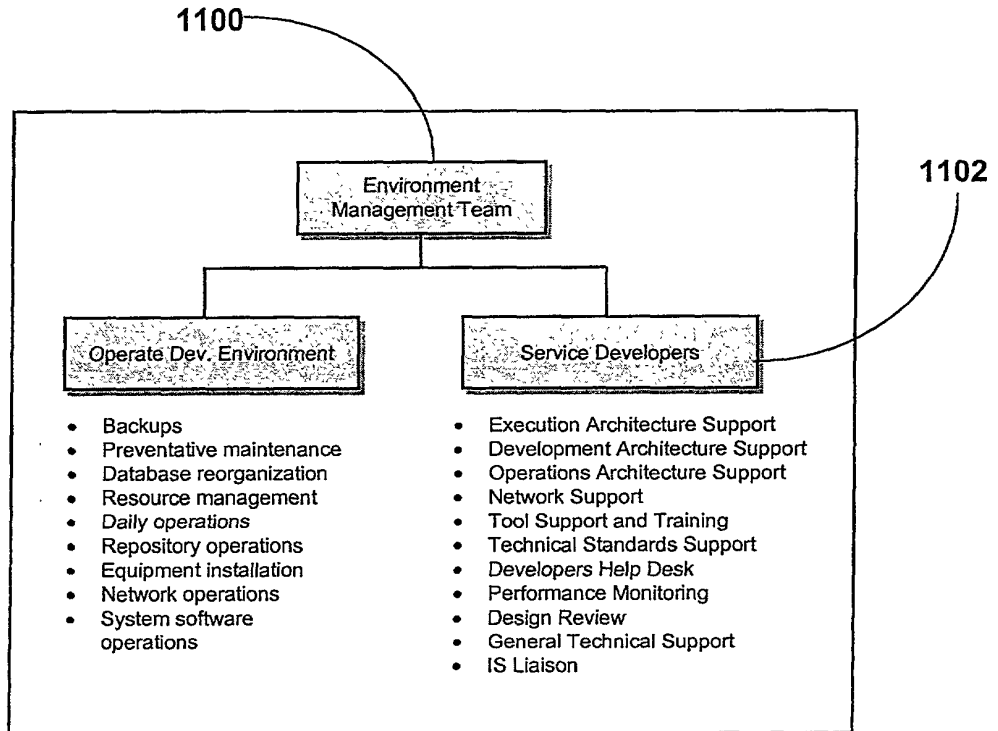 1100
1102
Environment
Management Team
Operate Dev. Environment
• Backups
• Preventative maintenance
• Database reorganization
• Resource management
• Daily operations
• Repository operations
• Equipment installation
• Network operations
• System software
operations
Service Developers
• Execution Architecture Support
• Development Architecture Support
• Operations Architecture Support
• Network Support
• Tool Support and Training
• Technical Standards Support
• Developers Help Desk
• Performance Monitoring
• Design Review
• General Technical Support
• IS Liaison